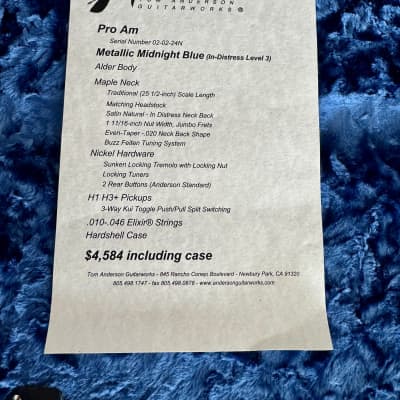 TOM ANDERSON
GUITARWORKS ®
Pro Am
Serial Number 02-02-24N
Metallic Midnight Blue (In-Distress Level 3)
Alder Body
Maple Neck
Traditional (25 1/2-inch) Scale Length
Matching Headstock
Satin Natural - In Distress Neck Back
1 11/16-inch Nut Width, Jumbo Frets
Even-Taper -.020 Neck Back Shape
Buzz Feiten Tuning System
Nickel Hardware
Sunken Locking Tremolo with Locking Nut
Locking Tuners
2 Rear Buttons (Anderson Standard)
H1 H3+ Pickups
3-Way Kui Toggle Push/Pull Split Switching
.010-.046 Elixir® Strings
Hardshell Case
$4,584 including case
Tom Anderson Guitarworks - 845 Rancho Conejo Boulevard - Newbury Park, CA 91320
805.498.1747 - fax 805.498.0878 - www.andersonguitarworks.com